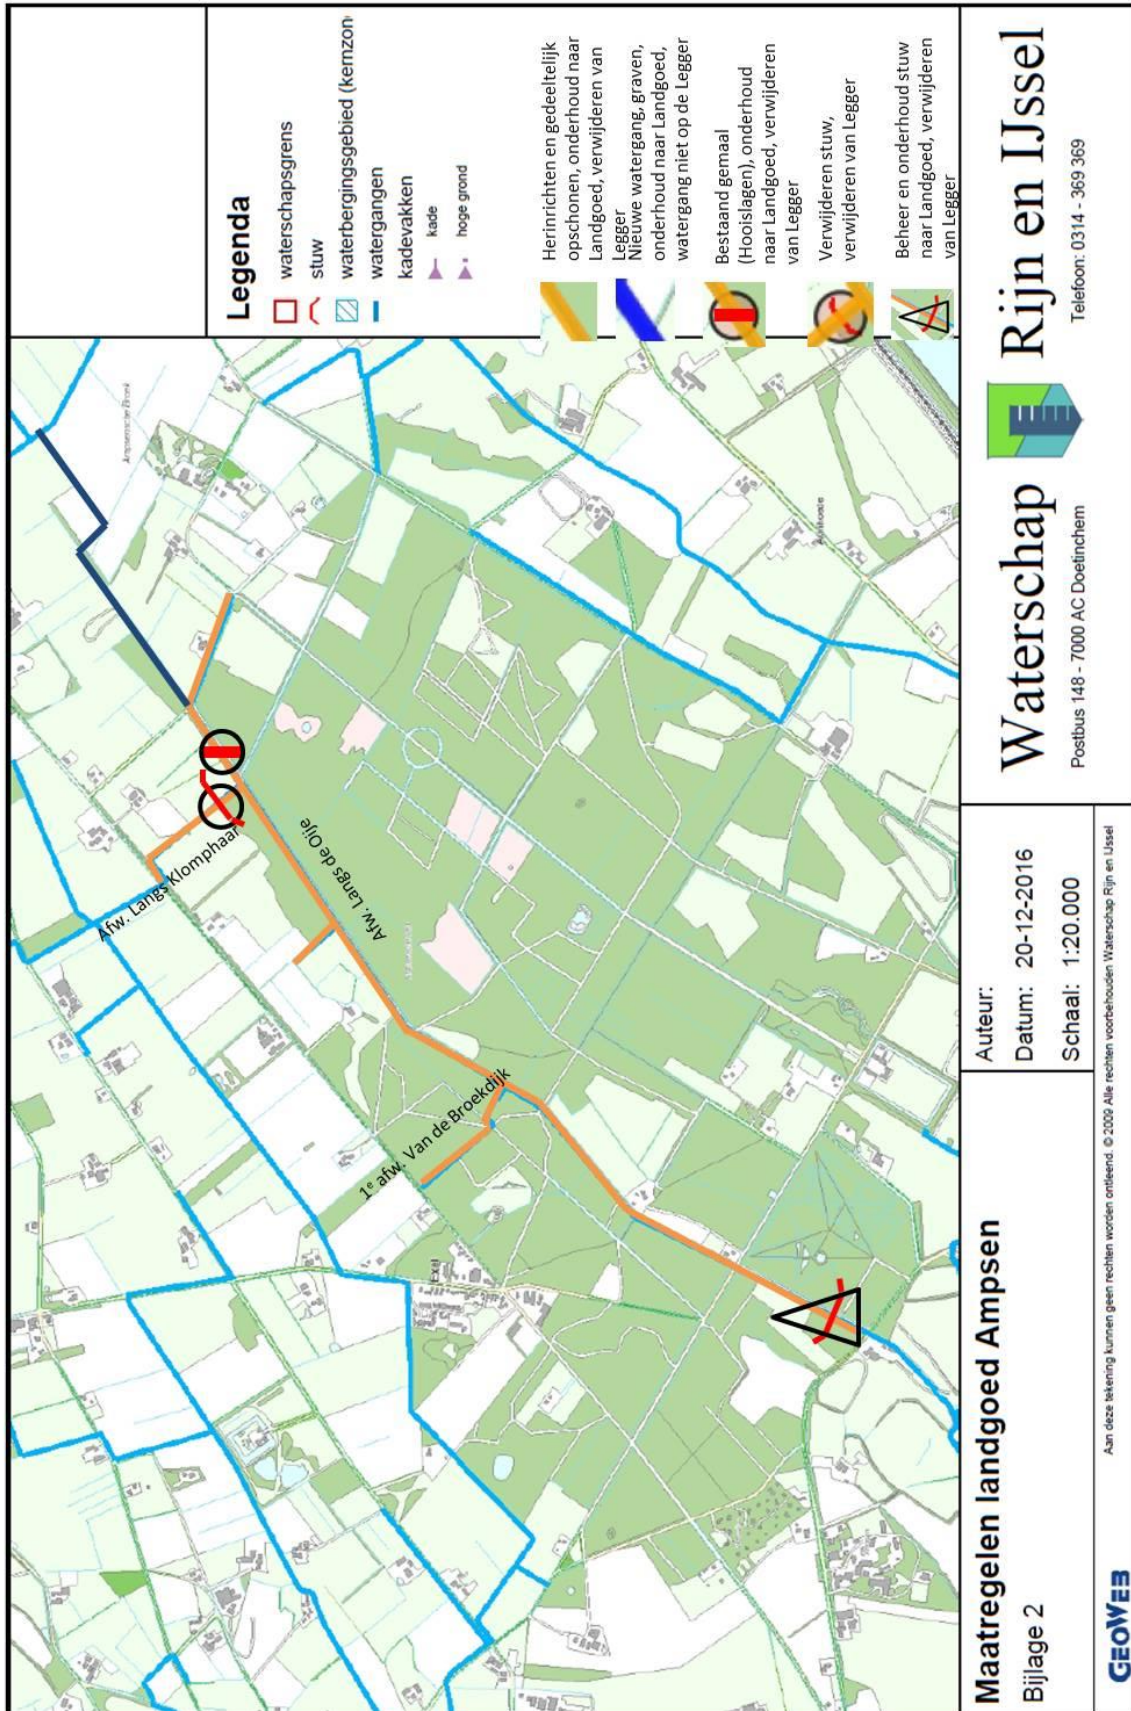 Legenda
waterschapsgrens
stuw
waterbergingsgebied (kernzon
watergangen
kadevakken
kade
hoge grond
Herinrichten en gedeeltelijk
opschonen, onderhoud naar
Landgoed, verwijderen van
Legger
Nieuwe watergang, graven,
onderhoud naar Landgoed,
watergang niet op de Legger
Bestaand gemaal
(Hooislagen), onderhoud
naar Landgoed, verwijderen
van Legger
Verwijderen stuw,
verwijderen van Legger
Beheer en onderhoud stuw
naar Landgoed, verwijderen
van Legger
Afw. Langs Klomphaar
Afw. Langs de Oije
1e afw. Van de Broekdijk
Exel
Maatregelen landgoed Ampsen
Bijlage 2
Auteur:
Datum: 20-12-2016
Schaal: 1:20.000
Waterschap Rijn en IJssel
Postbus 148 - 7000 AC Doetinchem
Telefoon: 0314 - 369 369
GEOWEB
Aan deze tekening kunnen geen rechten worden ontleend. © 2009 Alle rechten voorbehouden Waterschap Rijn en IJssel